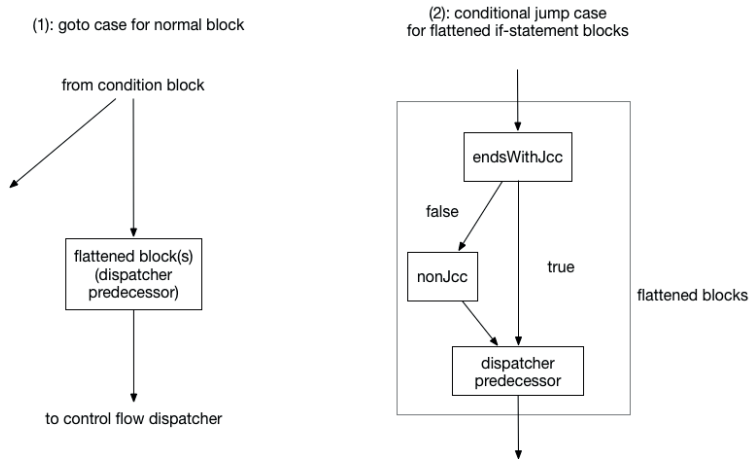 (1): goto case for normal block
from condition block
flattened block(s)
(dispatcher
predecessor)
to control flow dispatcher
(2): conditional jump case
for flattened if-statement blocks
endsWithJcc
false
nonJcc
true
flattened blocks
dispatcher
predecessor